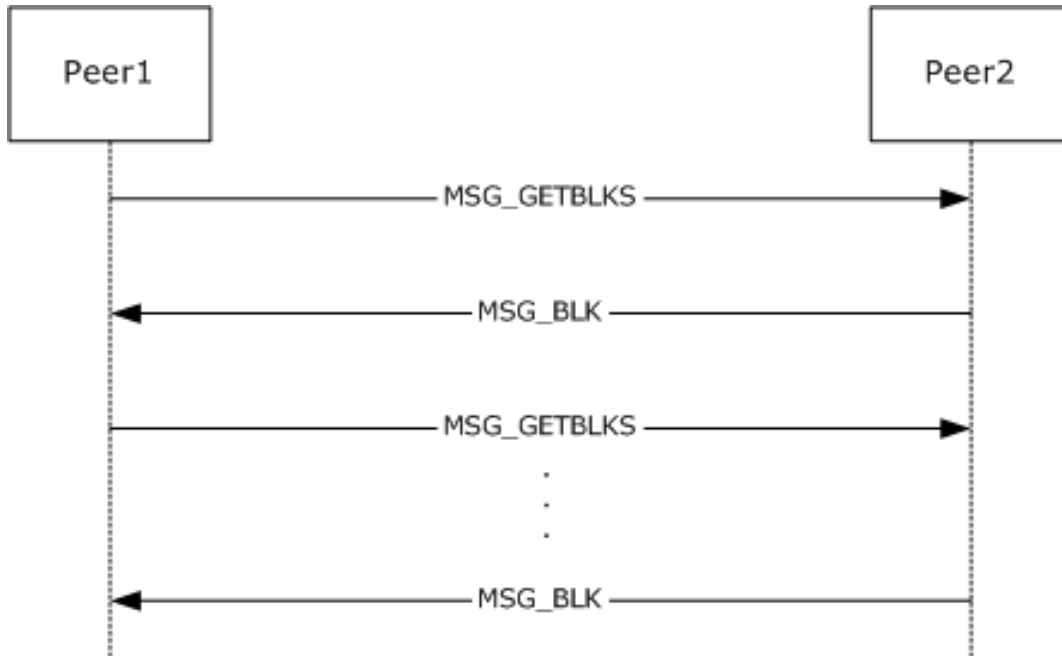 Peer1
Peer2
MSG_GETBLKS
MSG_BLK
MSG_GETBLKS
.
.
.
MSG_BLK